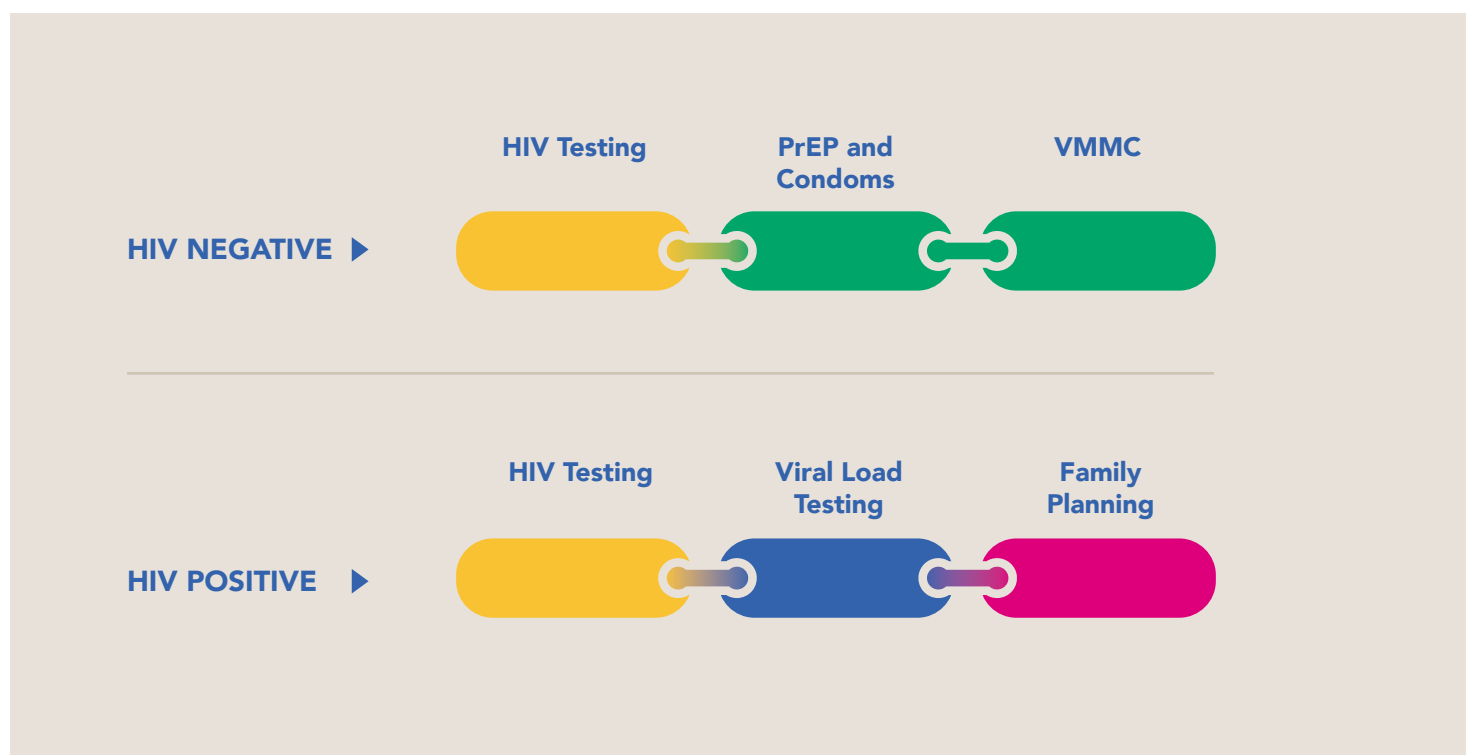 HIV Testing
PrEP and
Condoms
VMMC
HIV NEGATIVE
HIV Testing
Viral Load
Testing
Family
Planning
HIV POSITIVE